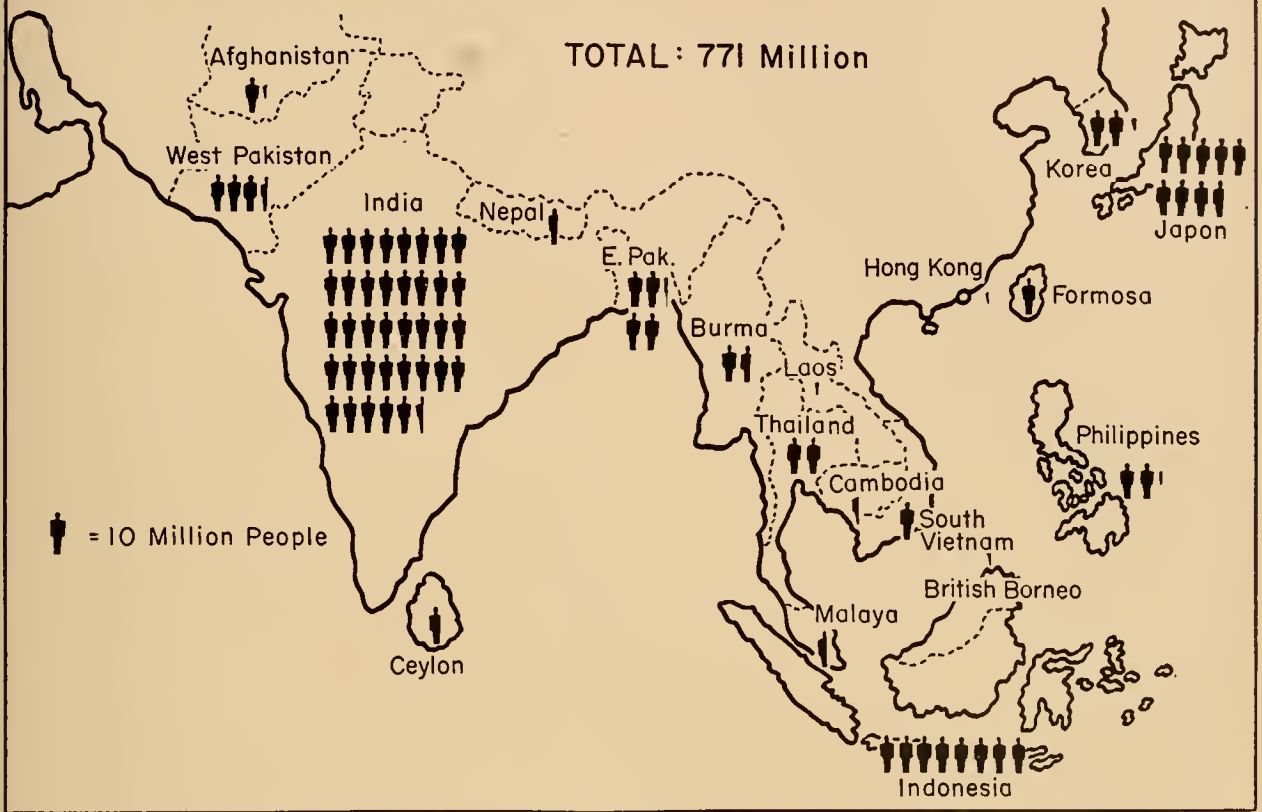 TOTAL: 771 Million
Afghanistan
West Pakistan
India
Nepal
E. Pak.
Burma
Laos
Thailand
Cambodia
South
Vietnam
Hong Kong
Formosa
Korea
Japon
Philippines
British Borneo
Malaya
Ceylon
Indonesia
= 10 Million People